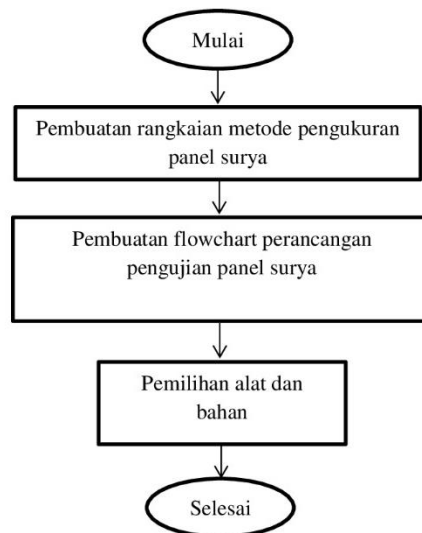 Mulai
Pembuatan rangkaian metode pengukuran
panel surya
Pembuatan flowchart perancangan
pengujian panel surya
Pemilihan alat dan
bahan
Selesai